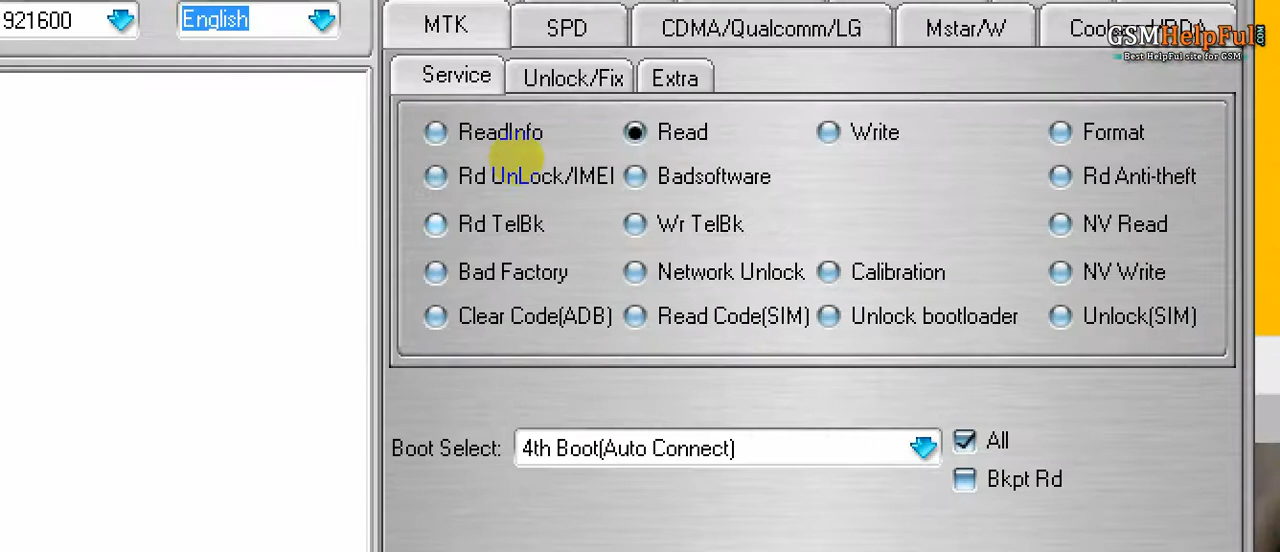 921600 English
MTK SPD CDMA/Qualcomm/LG Mstar/W
GSMHelpFul.COM
Best HelpFul site for GSM
Service Unlock/Fix Extra
ReadInfo Read Write Format
Rd UnLock/IMEI Badsoftware Rd Anti-theft
Rd TelBk Wr TelBk NV Read
Bad Factory Network Unlock Calibration NV Write
Clear Code(ADB) Read Code(SIM) Unlock bootloader Unlock(SIM)
Boot Select: 4th Boot(Auto Connect) All
Bkpt Rd